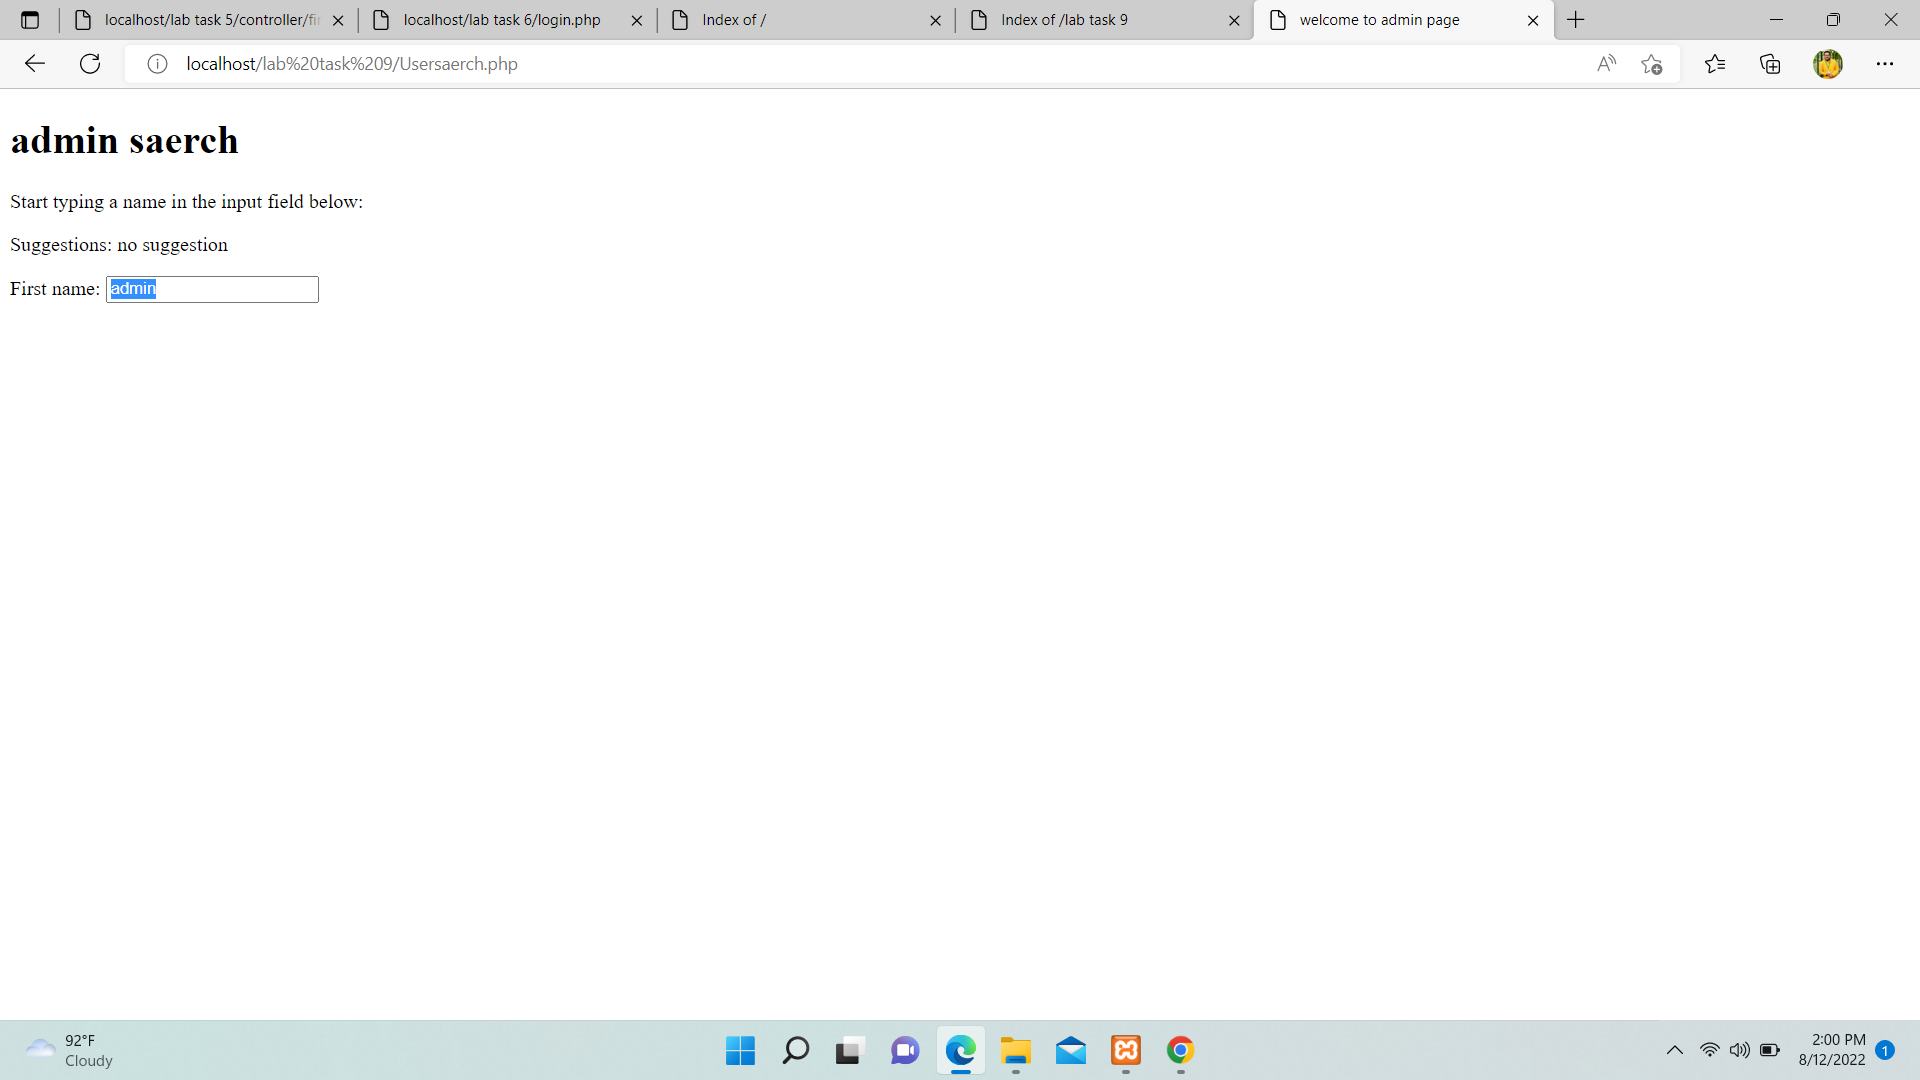 localhost/lab task 5/controller/fi
localhost/lab task 6/login.php
Index of /
Index of /lab task 9
welcome to admin page
localhost/lab%20task%209/Usersaerch.php
admin saerch
Start typing a name in the input field below:
Suggestions: no suggestion
First name: admin
92°F
Cloudy
2:00 PM
8/12/2022
1